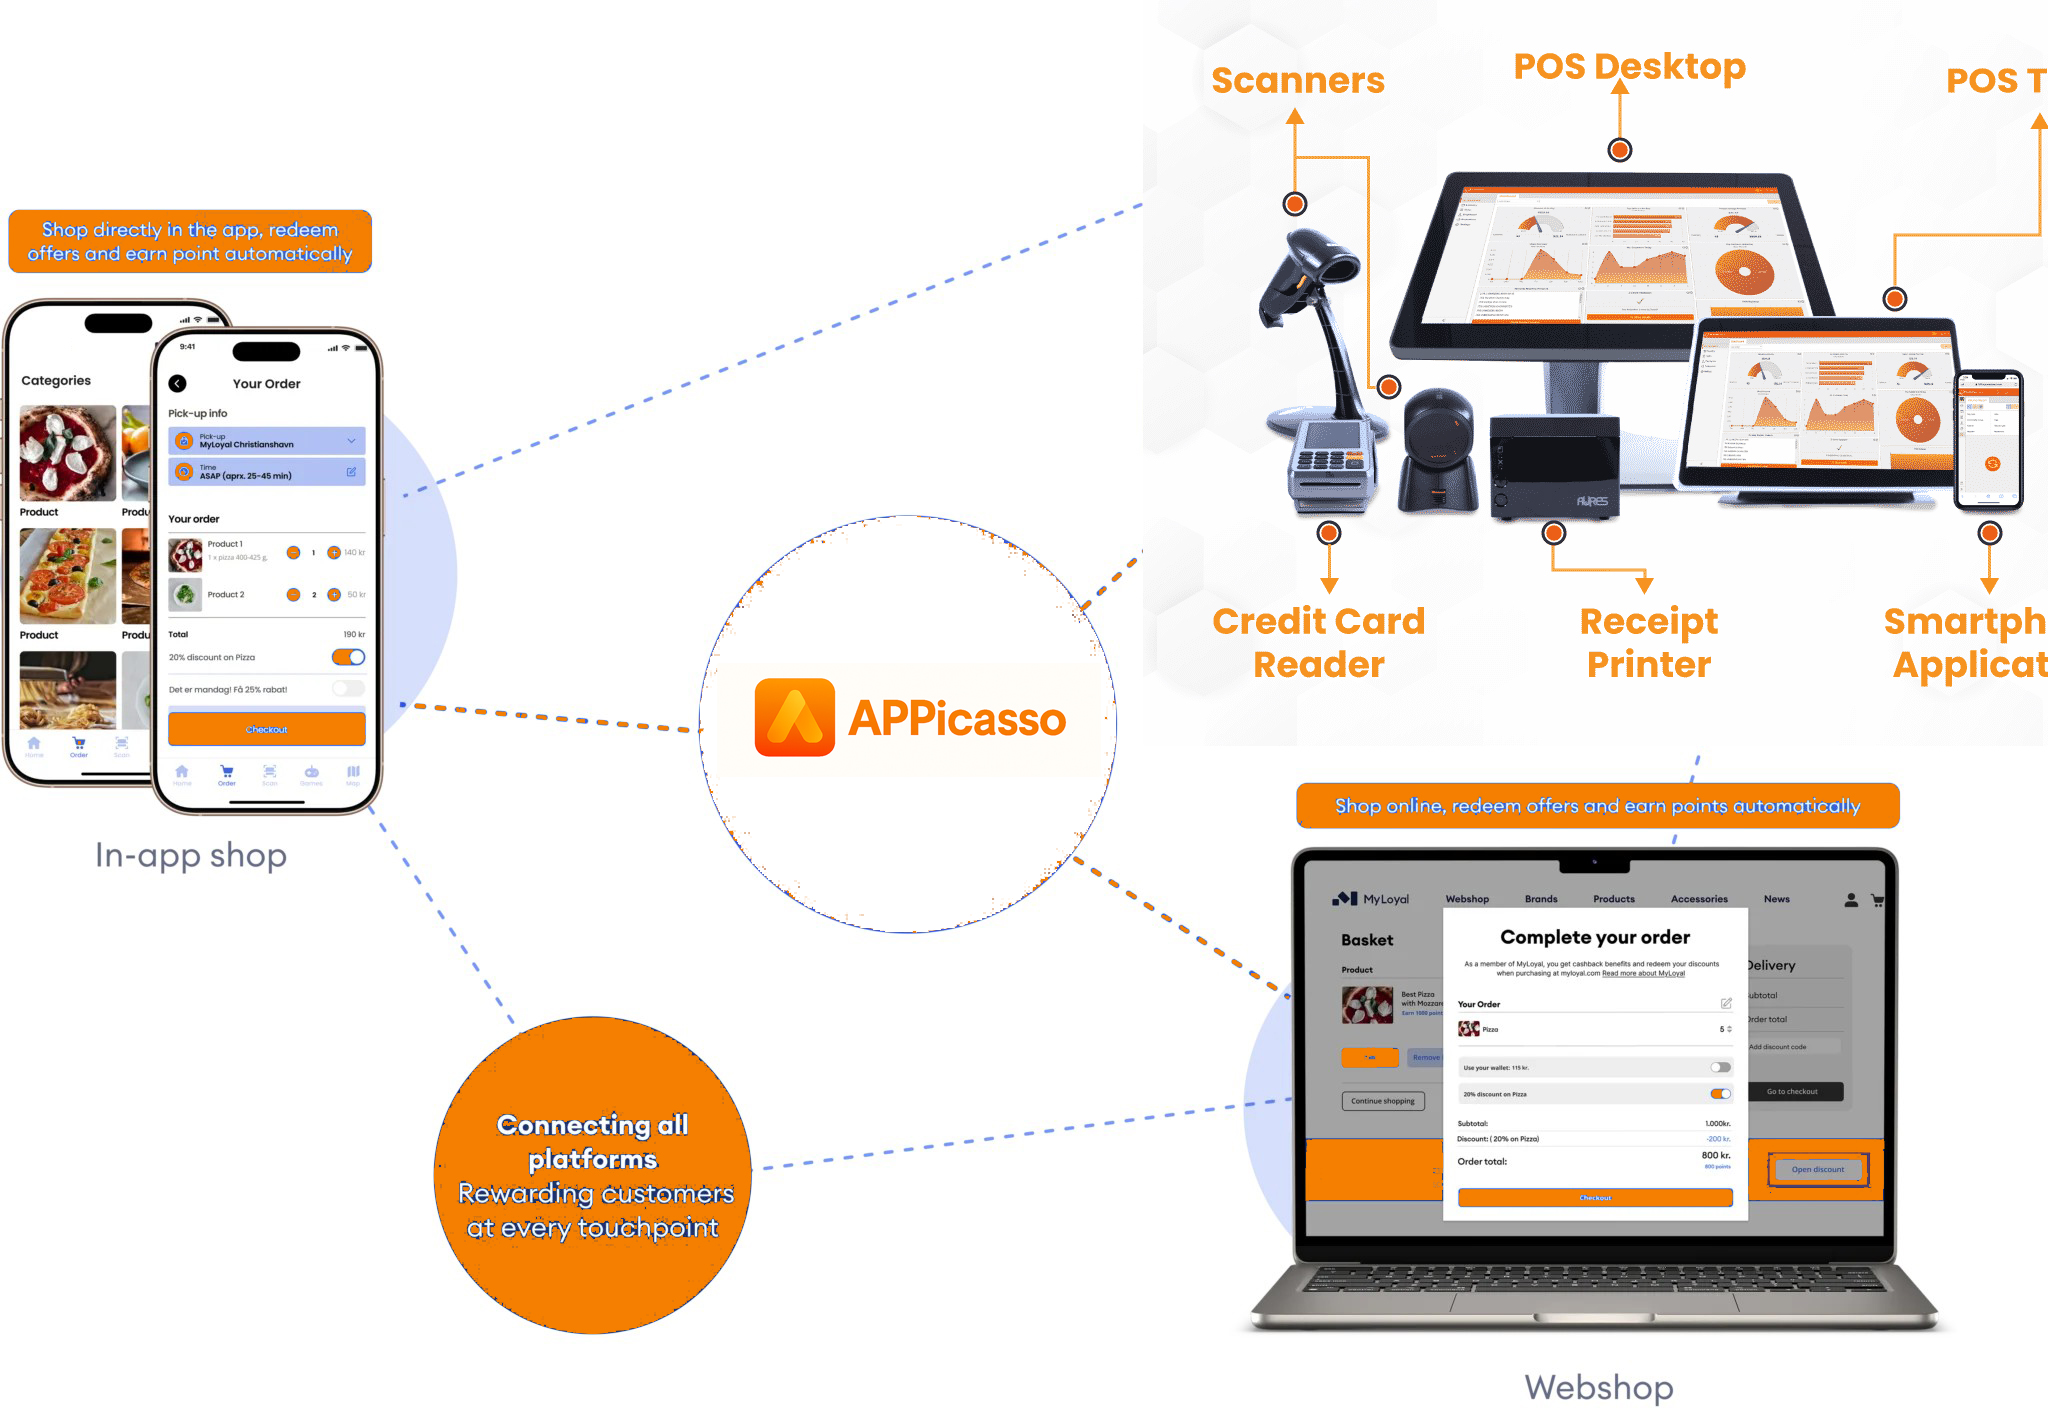 Scanners
POS Desktop
POS T
Shop directly in the app, redeem
offers and earn point automatically
Categories
Product
Produ
Product
Produ
Home
Order
Scan
9:41
Your Order
Pick-up info
Pick-up
MyLoyal Christianshavn
Time
ASAP (aprx. 25-45 min)
Your order
Product 1
1 x pizza 400-425 g,
1
140 kr
Product 2
2
50 kr
Total
190 kr
20% discount on Pizza
Det er mandag! Få 25% rabat!
Checkout
Home
Order
Scan
Games
Map
In-app shop
APPicasso
AURES
Credit Card
Reader
Receipt
Printer
Smartph
Applicat
Connecting all
platforms
Rewarding customers
at every touchpoint
Shop online, redeem offers and earn points automatically
MyLoyal
Webshop
Brands
Products
Accessories
News
Basket
Product
Best Pizza
with Mozzar
Earn 1000 point
Remove
Continue shopping
Delivery
ubtotal
Order total
Add discount code
Go to checkout
Open discount
Complete your order
As a member of MyLoyal, you get cashback benefits and redeem your discounts
when purchasing at myloyal.com Read more about MyLoyal
Your Order
Pizza
5
Use your wallet: 115 kr.
20% discount on Pizza
Subtotal:
1.000kr.
Discount: ( 20% on Pizza)
-200 kr.
Order total:
800 kr.
800 points
Checkout
Webshop